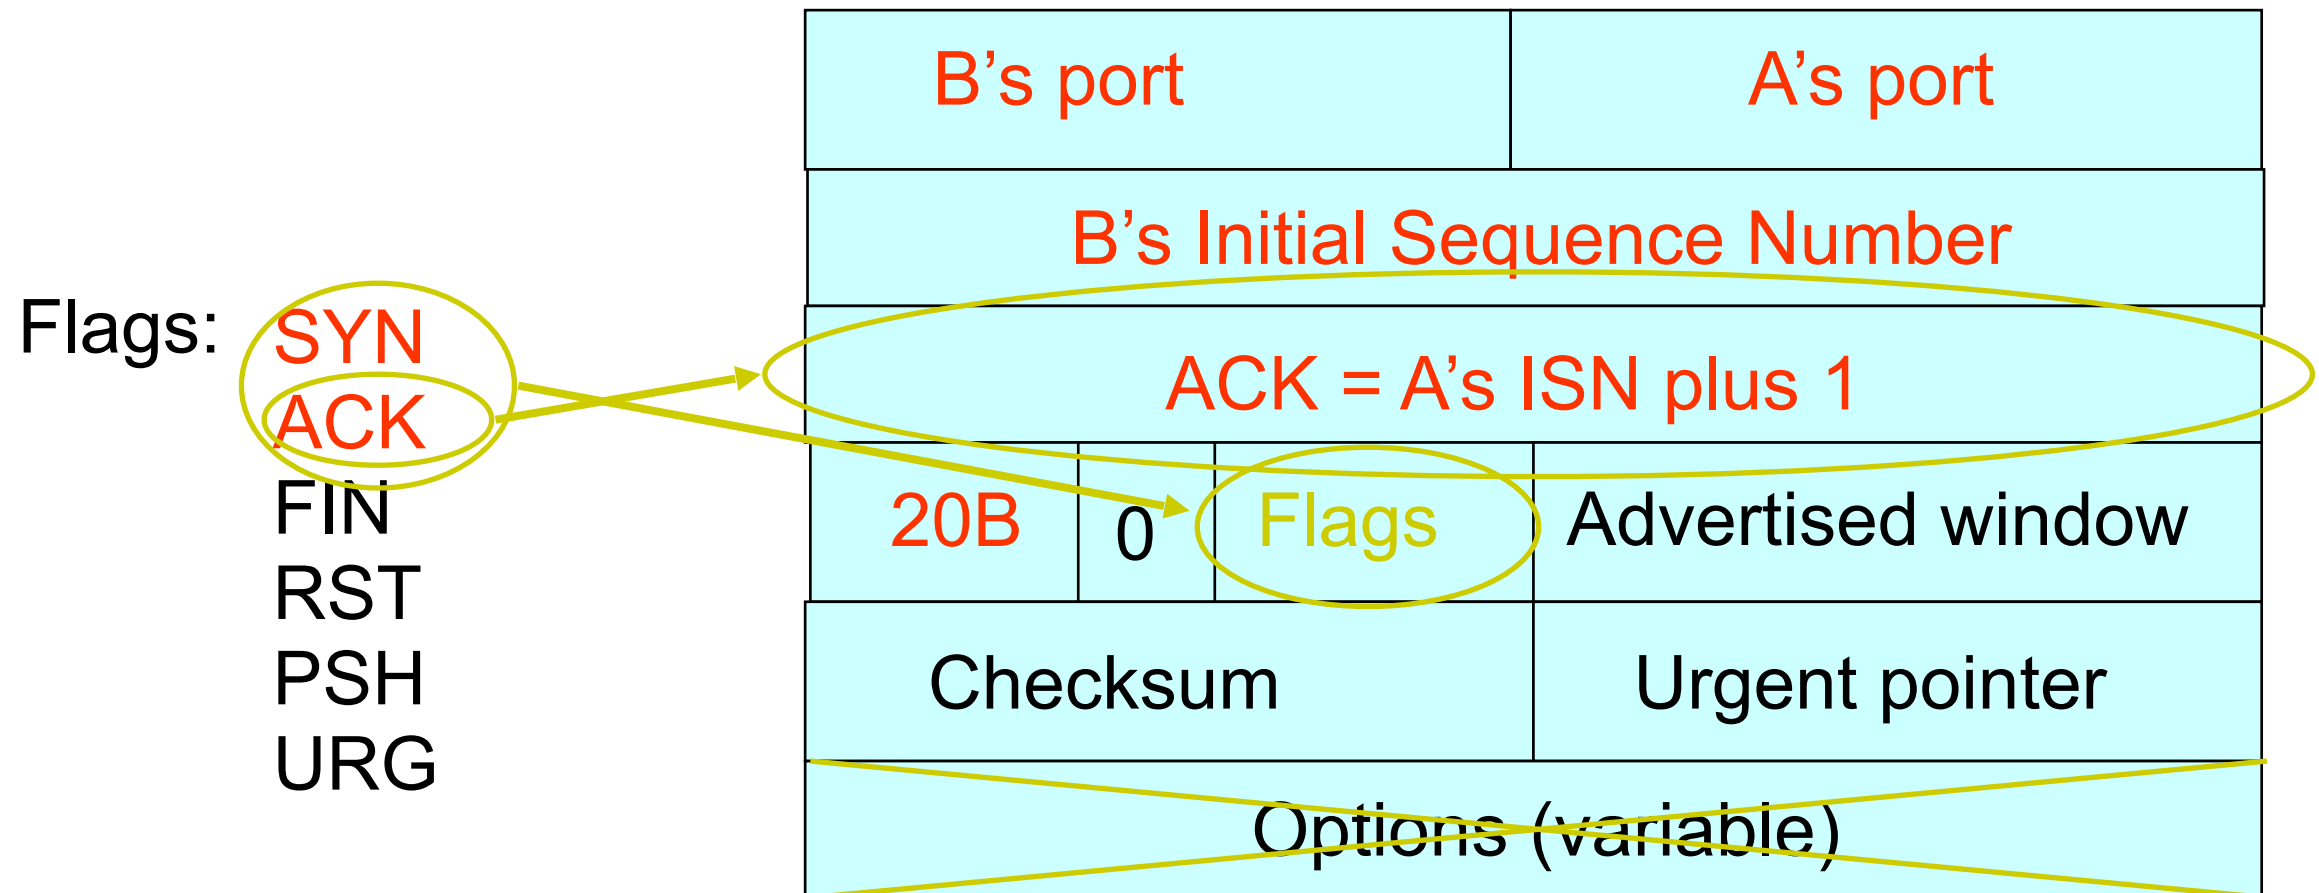 B’s port
A’s port
B’s Initial Sequence Number
Flags:
SYN
ACK
FIN
RST
PSH
URG
ACK = A’s ISN plus 1
20B
0
Flags
Advertised window
Checksum
Urgent pointer
Options (variable)